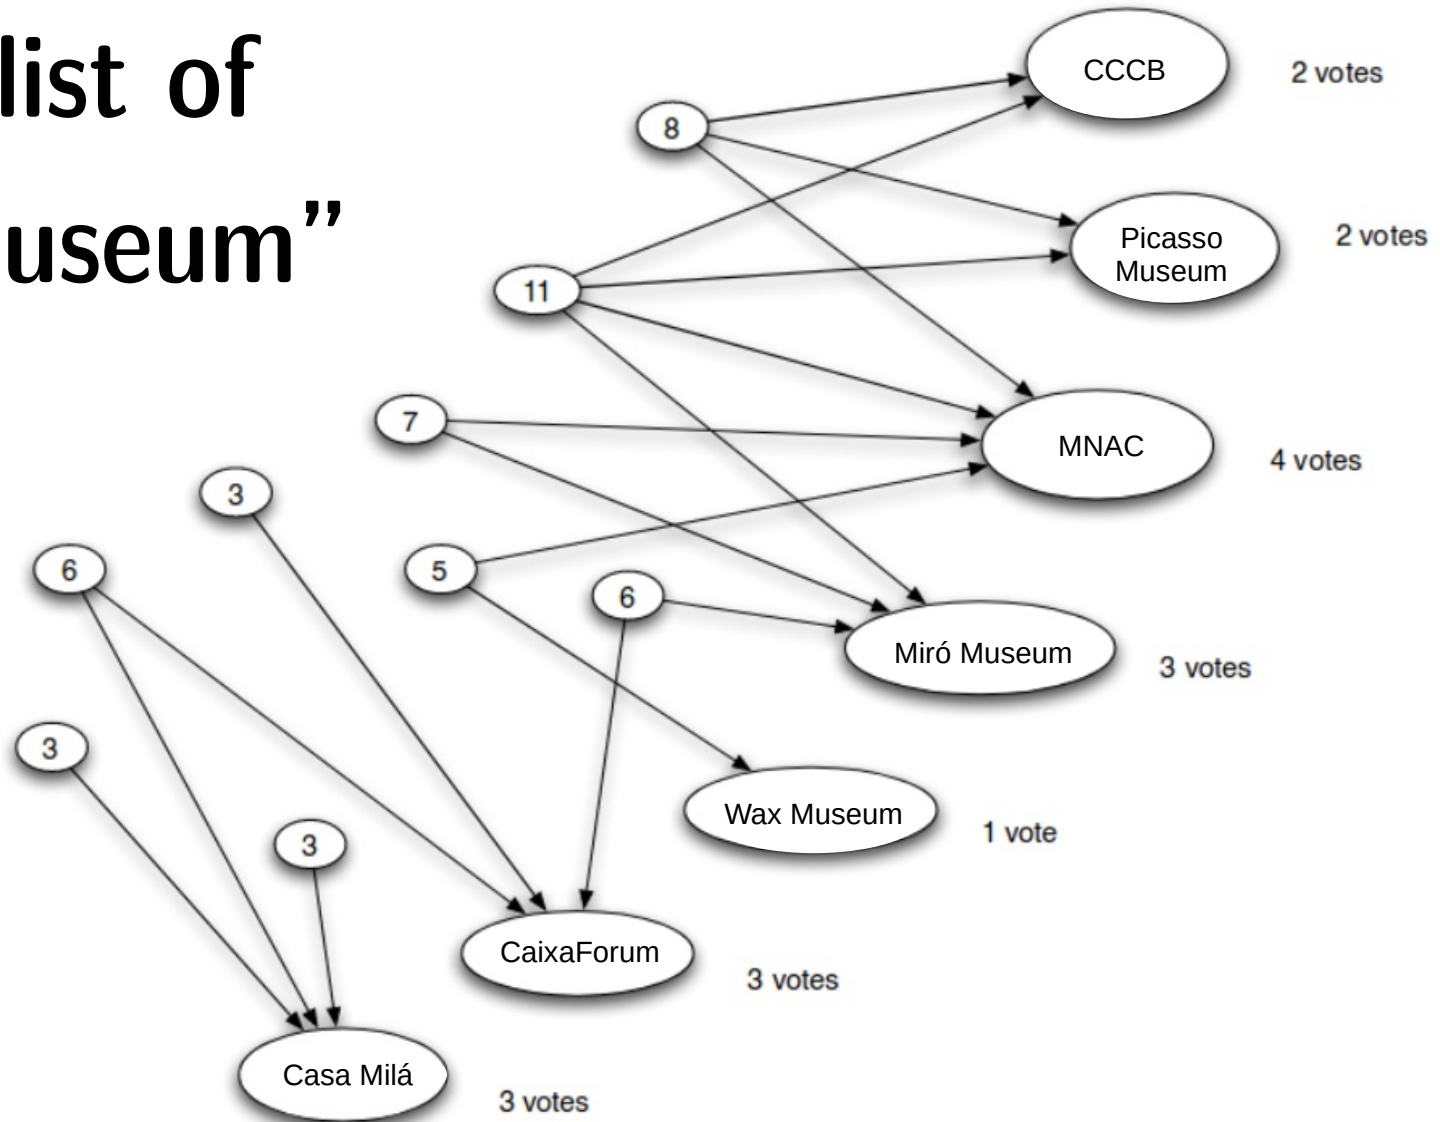 list of
useum”
CCCB
2 votes
8
Picasso
Museum
2 votes
11
7
MNAC
4 votes
3
6
5
6
Miró Museum
3 votes
3
Wax Museum
1 vote
3
CaixaForum
3 votes
Casa Milá
3 votes